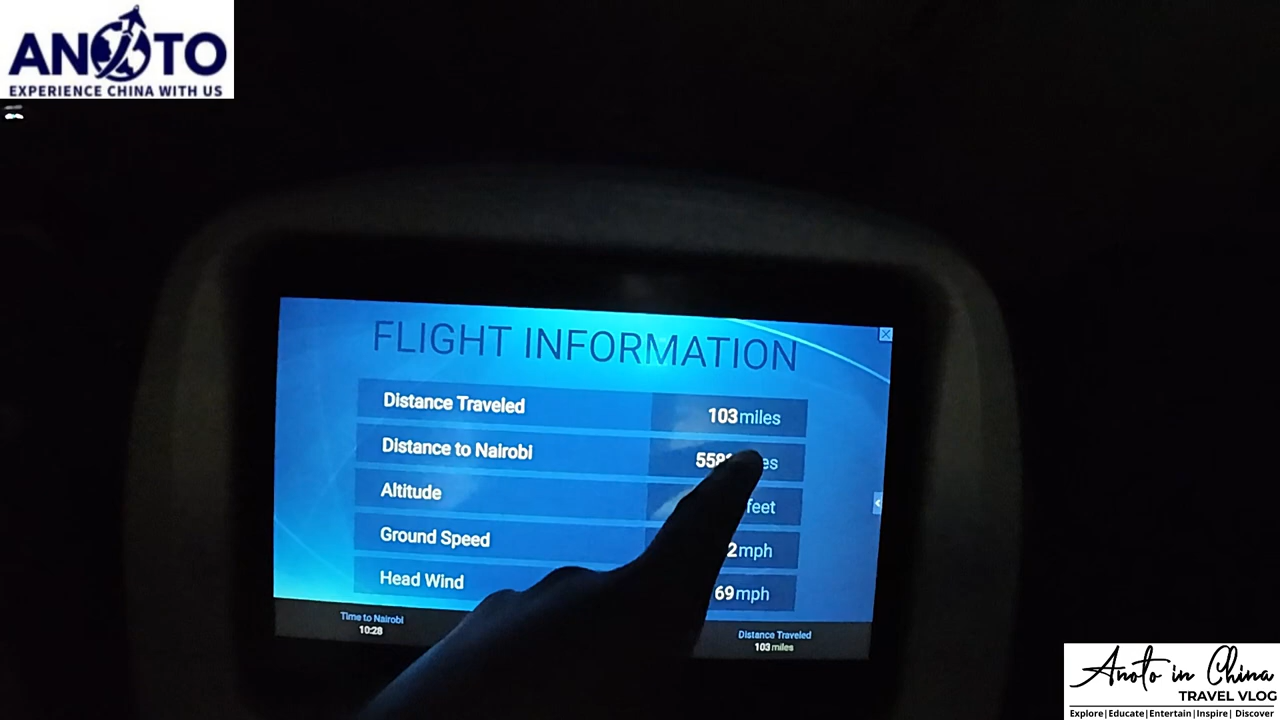 ANOTO
EXPERIENCE CHINA WITH US
FLIGHT INFORMATION
Distance Traveled 103 miles
Distance to Nairobi
Altitude feet
Ground Speed mph
Head Wind 69 mph
Time to Nairobi
10:28
Distance Traveled
103 miles
Anoto in China
TRAVEL VLOG
Explore|Educate|Entertain|Inspire| Discover